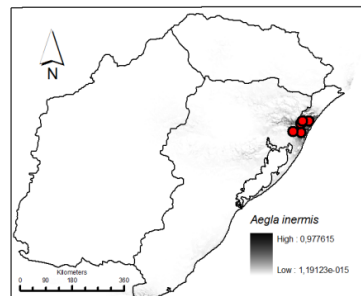 N
Aegla inermis
High : 0,977615
Low : 1,19123e-015
Kilometers
0 90 180 360